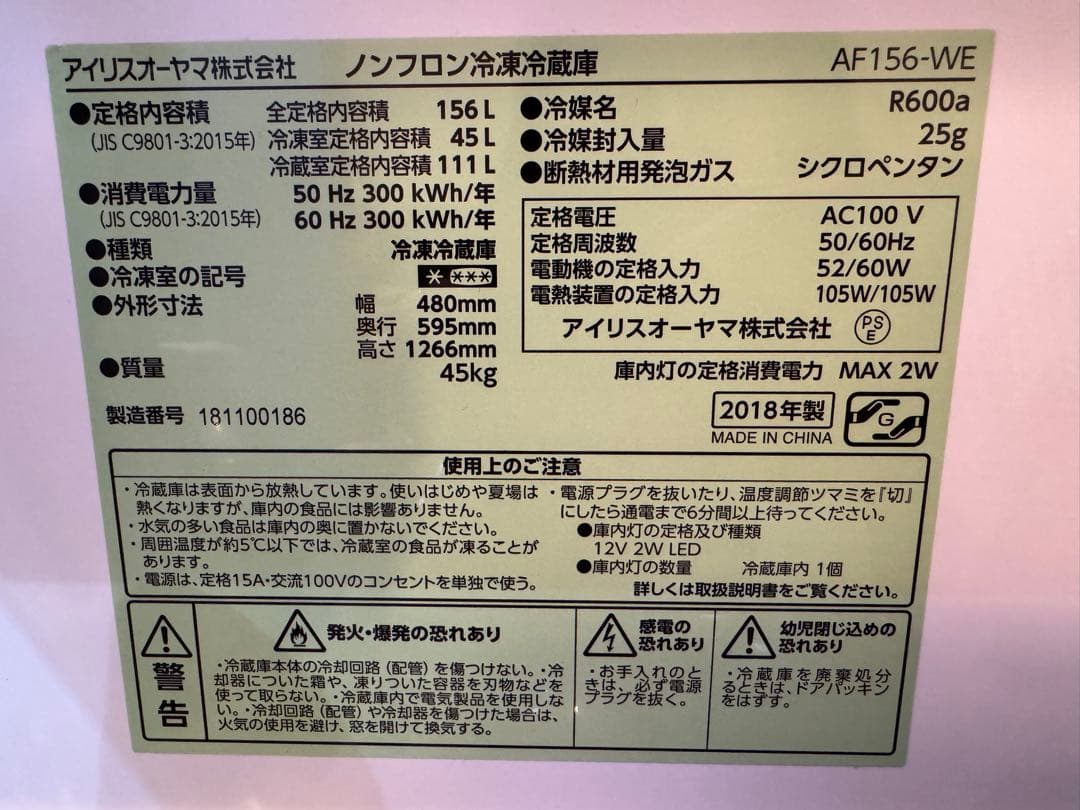 アイリスオーヤマ株式会社 ノンフロン冷凍冷蔵庫 AF156-WE
●定格内容積 全定格内容積 156 L
(JIS C9801-3:2015年) 冷凍室定格内容積 45 L
冷蔵室定格内容積 111 L
●消費電力量 50 Hz 300 kWh/年
(JIS C9801-3:2015年) 60 Hz 300 kWh/年
●種類 冷凍冷蔵庫
●冷凍室の記号
●外形寸法 幅 480mm
奥行 595mm
高さ 1266mm
●質量 45kg
製造番号 181100186
●冷媒名 R600a
●冷媒封入量 25g
●断熱材用発泡ガス シクロペンタン
定格電圧 AC100 V
定格周波数 50/60Hz
電動機の定格入力 52/60W
電熱装置の定格入力 105W/105W
アイリスオーヤマ株式会社 PSE
庫内灯の定格消費電力 MAX 2W
2018年製
MADE IN CHINA
G
使用上のご注意
・冷蔵庫は表面から放熱しています。使いはじめや夏場は
熱くなりますが、庫内の食品には影響ありません。
・水気の多い食品は庫内の奥に置かないでください。
・周囲温度が約5℃以下では、冷蔵室の食品が凍ることが
あります。
・電源は、定格15A・交流100Vのコンセートを単独で使う。
・電源プラグを抜いたり、温度調節ツマミを『切』
にしたら通電まで6分間以上待ってください。
●庫内灯の定格及び種類
12V 2W LED
●庫内灯の数量 冷蔵庫内 1個
詳しくは取扱説明書をご覧ください。
警告
発火・爆発の恐れあり
・冷蔵庫本体の冷却回路（配管）を傷つけない。・冷
却器についた霜や、凍りついた容器を刃物などを
使って取らない。・冷蔵庫内で電気製品を使用しな
い。・冷却回路（配管）や冷却器を傷つけた場合は、
火気の使用を避け、窓を開けて換気する。
感電の
恐れあり
・お手入れのと
きは、必ず電源
プラグを抜く。
幼児閉じ込めの
恐れあり
・冷蔵庫を廃棄処分
るときは、ドアパッキン
をはずす。